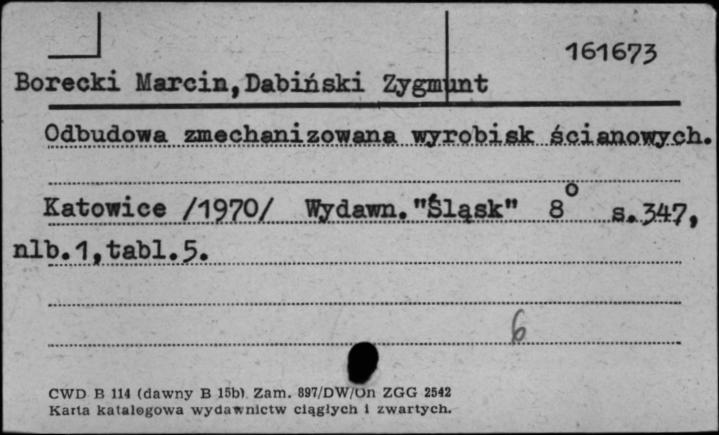 161673
Borecki Marcin,Dabiński Zygmunt
Odbudowa zmechanizowana wyrobisk ścianowych.
Katowice /1970/ Wydawn."Śląsk" 8° s.347,
nlb.1,tabl.5.
6
CWD B 114 (dawny B 15b). Zam. 897/DW/On ZGG 2542
Karta katalogowa wydawnictw ciągłych i zwartych.